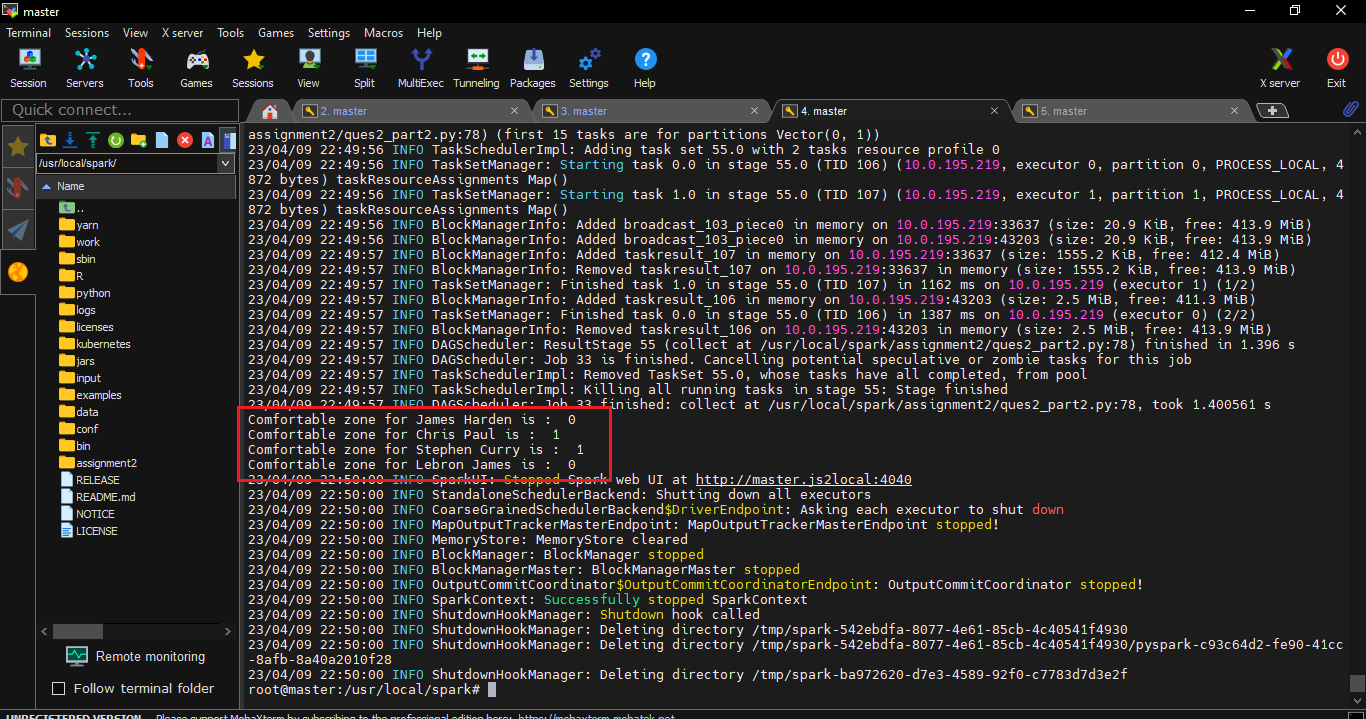 master
Terminal Sessions View X server Tools Games Settings Macros Help
Session Servers Tools Games Sessions View Split MultiExec Tunneling Packages Settings Help X server Exit
Quick connect...
2. master
3. master
4. master
5. master
/usr/local/spark/
Name
..
yarn
work
sbin
R
python
logs
licenses
kubernetes
jars
input
examples
data
conf
bin
assignment2
RELEASE
README.md
NOTICE
LICENSE
Remote monitoring
Follow terminal folder
assignment2/ques2_part2.py:78) (first 15 tasks are for partitions Vector(0, 1))
23/04/09 22:49:56 INFO TaskSchedulerImpl: Adding task set 55.0 with 2 tasks resource profile 0
23/04/09 22:49:56 INFO TaskSetManager: Starting task 0.0 in stage 55.0 (TID 106) (10.0.195.219, executor 0, partition 0, PROCESS_LOCAL, 4
872 bytes) taskResourceAssignments Map()
23/04/09 22:49:56 INFO TaskSetManager: Starting task 1.0 in stage 55.0 (TID 107) (10.0.195.219, executor 1, partition 1, PROCESS_LOCAL, 4
872 bytes) taskResourceAssignments Map()
23/04/09 22:49:56 INFO BlockManagerInfo: Added broadcast_103_piece0 in memory on 10.0.195.219:33637 (size: 20.9 KiB, free: 413.9 MiB)
23/04/09 22:49:56 INFO BlockManagerInfo: Added broadcast_103_piece0 in memory on 10.0.195.219:43203 (size: 20.9 KiB, free: 413.9 MiB)
23/04/09 22:49:57 INFO BlockManagerInfo: Added taskresult_107 in memory on 10.0.195.219:33637 (size: 1555.2 KiB, free: 412.4 MiB)
23/04/09 22:49:57 INFO BlockManagerInfo: Removed taskresult_107 on 10.0.195.219:33637 in memory (size: 1555.2 KiB, free: 413.9 MiB)
23/04/09 22:49:57 INFO TaskSetManager: Finished task 1.0 in stage 55.0 (TID 107) in 1162 ms on 10.0.195.219 (executor 1) (1/2)
23/04/09 22:49:57 INFO BlockManagerInfo: Added taskresult_106 in memory on 10.0.195.219:43203 (size: 2.5 MiB, free: 411.3 MiB)
23/04/09 22:49:57 INFO TaskSetManager: Finished task 0.0 in stage 55.0 (TID 106) in 1387 ms on 10.0.195.219 (executor 0) (2/2)
23/04/09 22:49:57 INFO BlockManagerInfo: Removed taskresult_106 on 10.0.195.219:43203 in memory (size: 2.5 MiB, free: 413.9 MiB)
23/04/09 22:49:57 INFO DAGScheduler: ResultStage 55 (collect at /usr/local/spark/assignment2/ques2_part2.py:78) finished in 1.396 s
23/04/09 22:49:57 INFO DAGScheduler: Job 33 is finished. Cancelling potential speculative or zombie tasks for this job
23/04/09 22:49:57 INFO TaskSchedulerImpl: Removed TaskSet 55.0, whose tasks have all completed, from pool
23/04/09 22:49:57 INFO TaskSchedulerImpl: Killing all running tasks in stage 55: Stage finished
23/04/09 22:49:57 INFO DAGScheduler: Job 33 finished: collect at /usr/local/spark/assignment2/ques2_part2.py:78, took 1.400561 s
Comfortable zone for James Harden is : 0
Comfortable zone for Chris Paul is : 1
Comfortable zone for Stephen Curry is : 1
Comfortable zone for Lebron James is : 0
23/04/09 22:50:00 INFO SparkUI: Stopped Spark web UI at http://master.js2local:4040
23/04/09 22:50:00 INFO StandaloneSchedulerBackend: Shutting down all executors
23/04/09 22:50:00 INFO CoarseGrainedSchedulerBackend$DriverEndpoint: Asking each executor to shut down
23/04/09 22:50:00 INFO MapOutputTrackerMasterEndpoint: MapOutputTrackerMasterEndpoint stopped!
23/04/09 22:50:00 INFO MemoryStore: MemoryStore cleared
23/04/09 22:50:00 INFO BlockManager: BlockManager stopped
23/04/09 22:50:00 INFO BlockManagerMaster: BlockManagerMaster stopped
23/04/09 22:50:00 INFO OutputCommitCoordinator$OutputCommitCoordinatorEndpoint: OutputCommitCoordinator stopped!
23/04/09 22:50:00 INFO SparkContext: Successfully stopped SparkContext
23/04/09 22:50:00 INFO ShutdownHookManager: Shutdown hook called
23/04/09 22:50:00 INFO ShutdownHookManager: Deleting directory /tmp/spark-542ebdfa-8077-4e61-85cb-4c40541f4930
23/04/09 22:50:00 INFO ShutdownHookManager: Deleting directory /tmp/spark-542ebdfa-8077-4e61-85cb-4c40541f4930/pyspark-c93c64d2-fe90-41cc
-8afb-8a40a2010f28
23/04/09 22:50:00 INFO ShutdownHookManager: Deleting directory /tmp/spark-ba972620-d7e3-4589-92f0-c7783d7d3e2f
root@master:/usr/local/spark#
UNREGISTERED VERSION - Please support MobaXterm by subscribing to the professional edition here: https://mobaxterm.mobatek.net